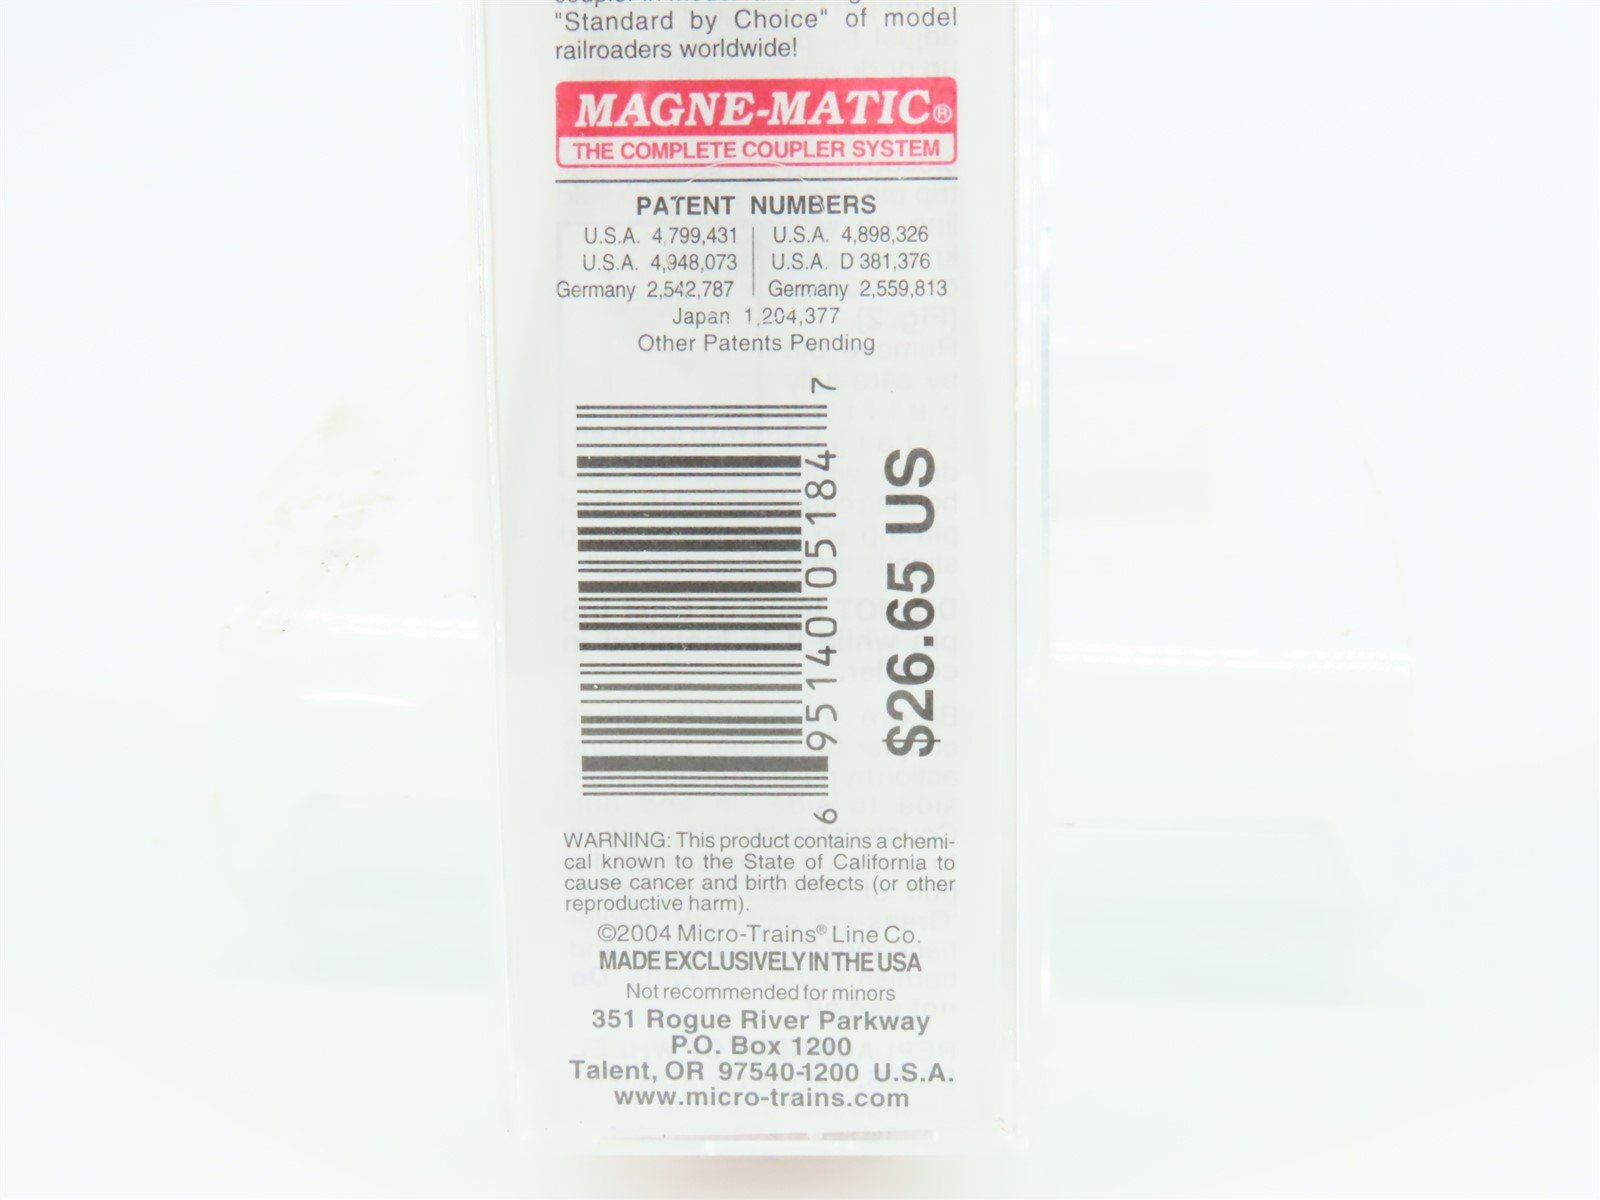 "Standard by Choice" of model
railroaders worldwide!
MAGNE-MATIC®
THE COMPLETE COUPLER SYSTEM
PATENT NUMBERS
U.S.A. 4,799,431 | U.S.A. 4,898,326
U.S.A. 4,948,073 | U.S.A. D 381,376
Germany 2,542,787 | Germany 2,559,813
Japan 1,204,377
Other Patents Pending
6 95140 05184 7
$26.65 US
WARNING: This product contains a chemi-
cal known to the State of California to
cause cancer and birth defects (or other
reproductive harm).
©2004 Micro-Trains® Line Co.
MADE EXCLUSIVELY IN THE USA
Not recommended for minors
351 Rogue River Parkway
P.O. Box 1200
Talent, OR 97540-1200 U.S.A.
www.micro-trains.com